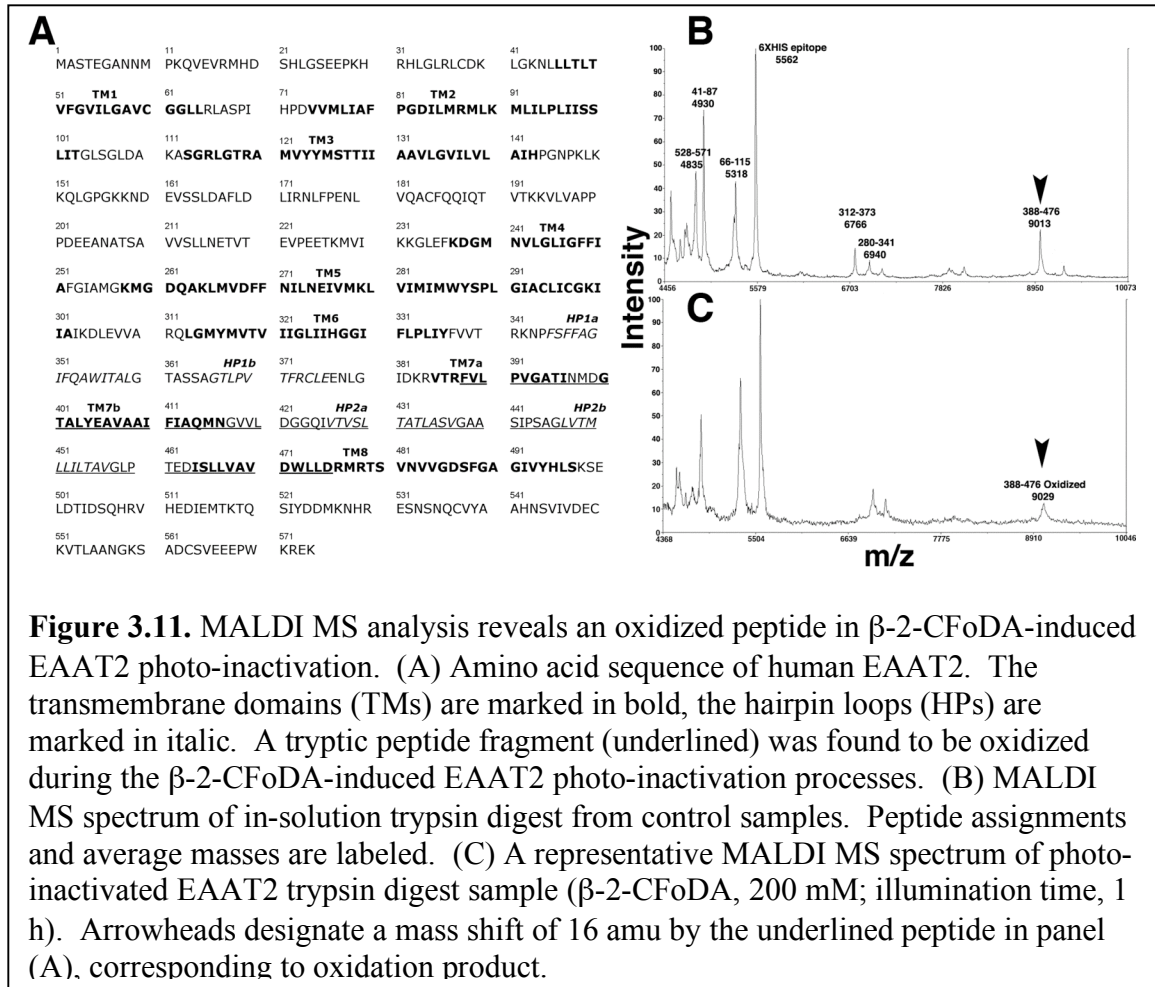 A
1 11 21 31 41
MASTEGANNM PKQVEVRMHD SHLGSEEPKH RHLGLRLCDK LGKNLLLTLT
51 TM1 61 71 81 TM2 91
VFGVILGAVC GGLLRLASPI HPDVVMLIAF PGDILMRMLK MLILPLIISS
101 111 121 TM3 131 141
LITGLSGLDA KASGRLGTRA MVYYMSTTII AAVLGVILVL AIHPGNPKLK
151 161 171 181 191
KQLGPGKKND EVSSLDAFLD LIRNLFPENL VQACFQQIQT VTKKVLVAPP
201 211 221 231 241 TM4
PDEEANATSA VVSLLNETVT EVPEETKMVI KKGLEFKDGM NVLGLIGFFI
251 261 271 TM5 281 291
AFGIAMGKMG DQAKLMVDFF NILNEIVMKL VIMIMWYSPL GIACLICGKI
301 311 321 TM6 331 341 HP1a
IAIKDLEVVA RQLGMYMVTV IIGLIIHGGI FLPLIYFVVT RKNPFSFFAG
351 361 HP1b 371 381 TM7a 391
IFQAWITALG TASSAGTLPV TFRCLEENLG IDKRVTRFVL PVGATINMDG
401 TM7b 411 421 HP2a 431 441 HP2b
TALYEAVAAI FIAQMNGVVL DGGQIVTVSL TATLASVGAA SIPSAGLVTM
451 461 471 TM8 481 491
LLILTAVGLP TEDISLLVAV DWLLDRMRTS VNVVGDSFGA GIVYHLSKSE
501 511 521 531 541
LDTIDSQHRV HEDIEMTKTQ SIYDDMKNHR ESNSNQCVYA AHNSVIVDEC
551 561 571
KVTLAANGKS ADCSVEEEPW KREK
B
100
90
80
70
60
50
40
30
20
10
0
6XHIS epitope
5562
41-87
4930
528-571
4835
66-115
5318
312-373
6766
280-341
6940
388-476
9013
4456 5579 6703 7826 8950 10073
Intensity
C
100
90
80
70
60
50
40
30
20
10
0
388-476 Oxidized
9029
4368 5504 6639 7775 8910 10046
m/z
Figure 3.11. MALDI MS analysis reveals an oxidized peptide in β-2-CFoDA-induced
EAAT2 photo-inactivation. (A) Amino acid sequence of human EAAT2. The
transmembrane domains (TMs) are marked in bold, the hairpin loops (HPs) are
marked in italic. A tryptic peptide fragment (underlined) was found to be oxidized
during the β-2-CFoDA-induced EAAT2 photo-inactivation processes. (B) MALDI
MS spectrum of in-solution trypsin digest from control samples. Peptide assignments
and average masses are labeled. (C) A representative MALDI MS spectrum of photo-
inactivated EAAT2 trypsin digest sample (β-2-CFoDA, 200 mM; illumination time, 1
h). Arrowheads designate a mass shift of 16 amu by the underlined peptide in panel
(A), corresponding to oxidation product.